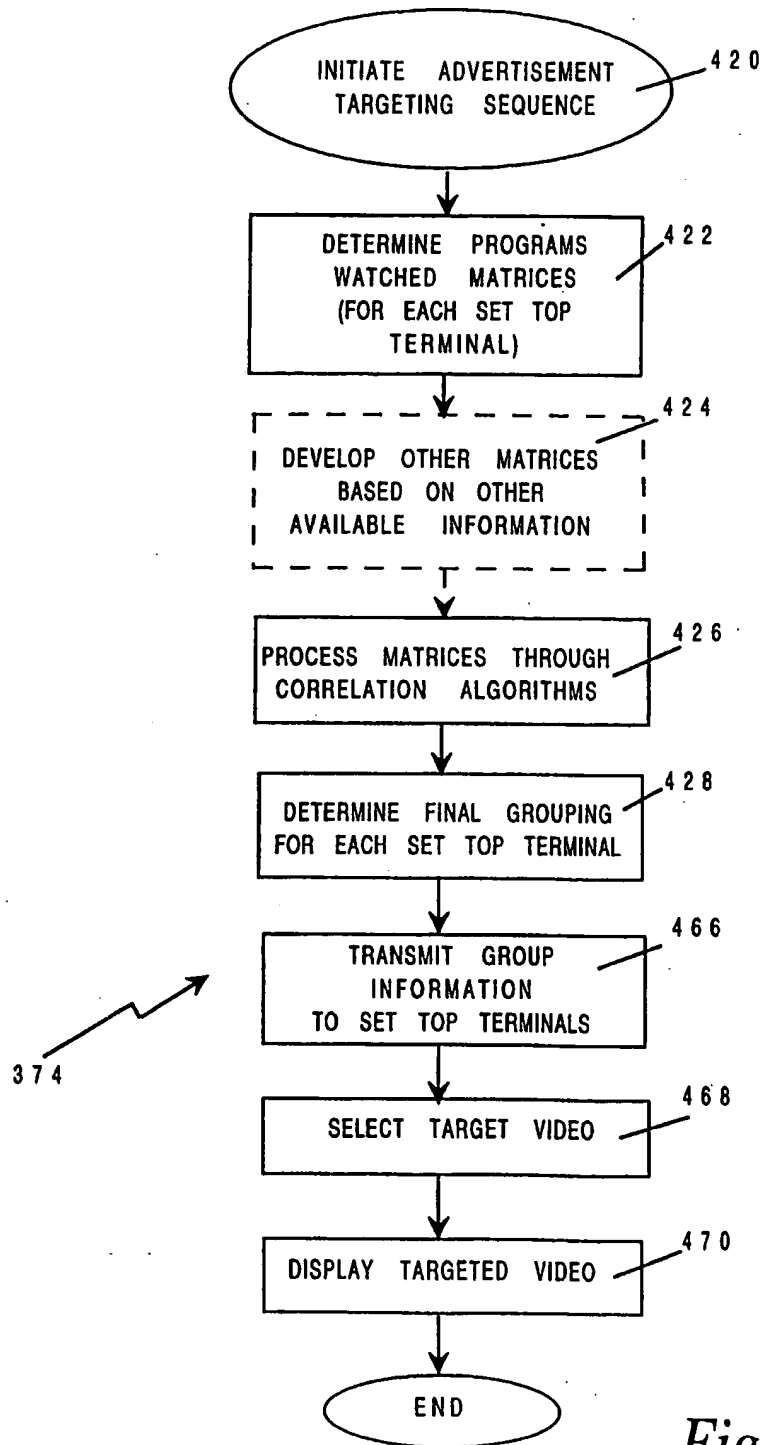 INITIATE ADVERTISEMENT
TARGETING SEQUENCE
420
DETERMINE PROGRAMS
WATCHED MATRICES
(FOR EACH SET TOP
TERMINAL)
422
424
DEVELOP OTHER MATRICES
BASED ON OTHER
AVAILABLE INFORMATION
PROCESS MATRICES THROUGH
CORRELATION ALGORITHMS
426
DETERMINE FINAL GROUPING
FOR EACH SET TOP TERMINAL
428
TRANSMIT GROUP
INFORMATION
TO SET TOP TERMINALS
466
374
SELECT TARGET VIDEO
468
DISPLAY TARGETED VIDEO
470
END
Fig